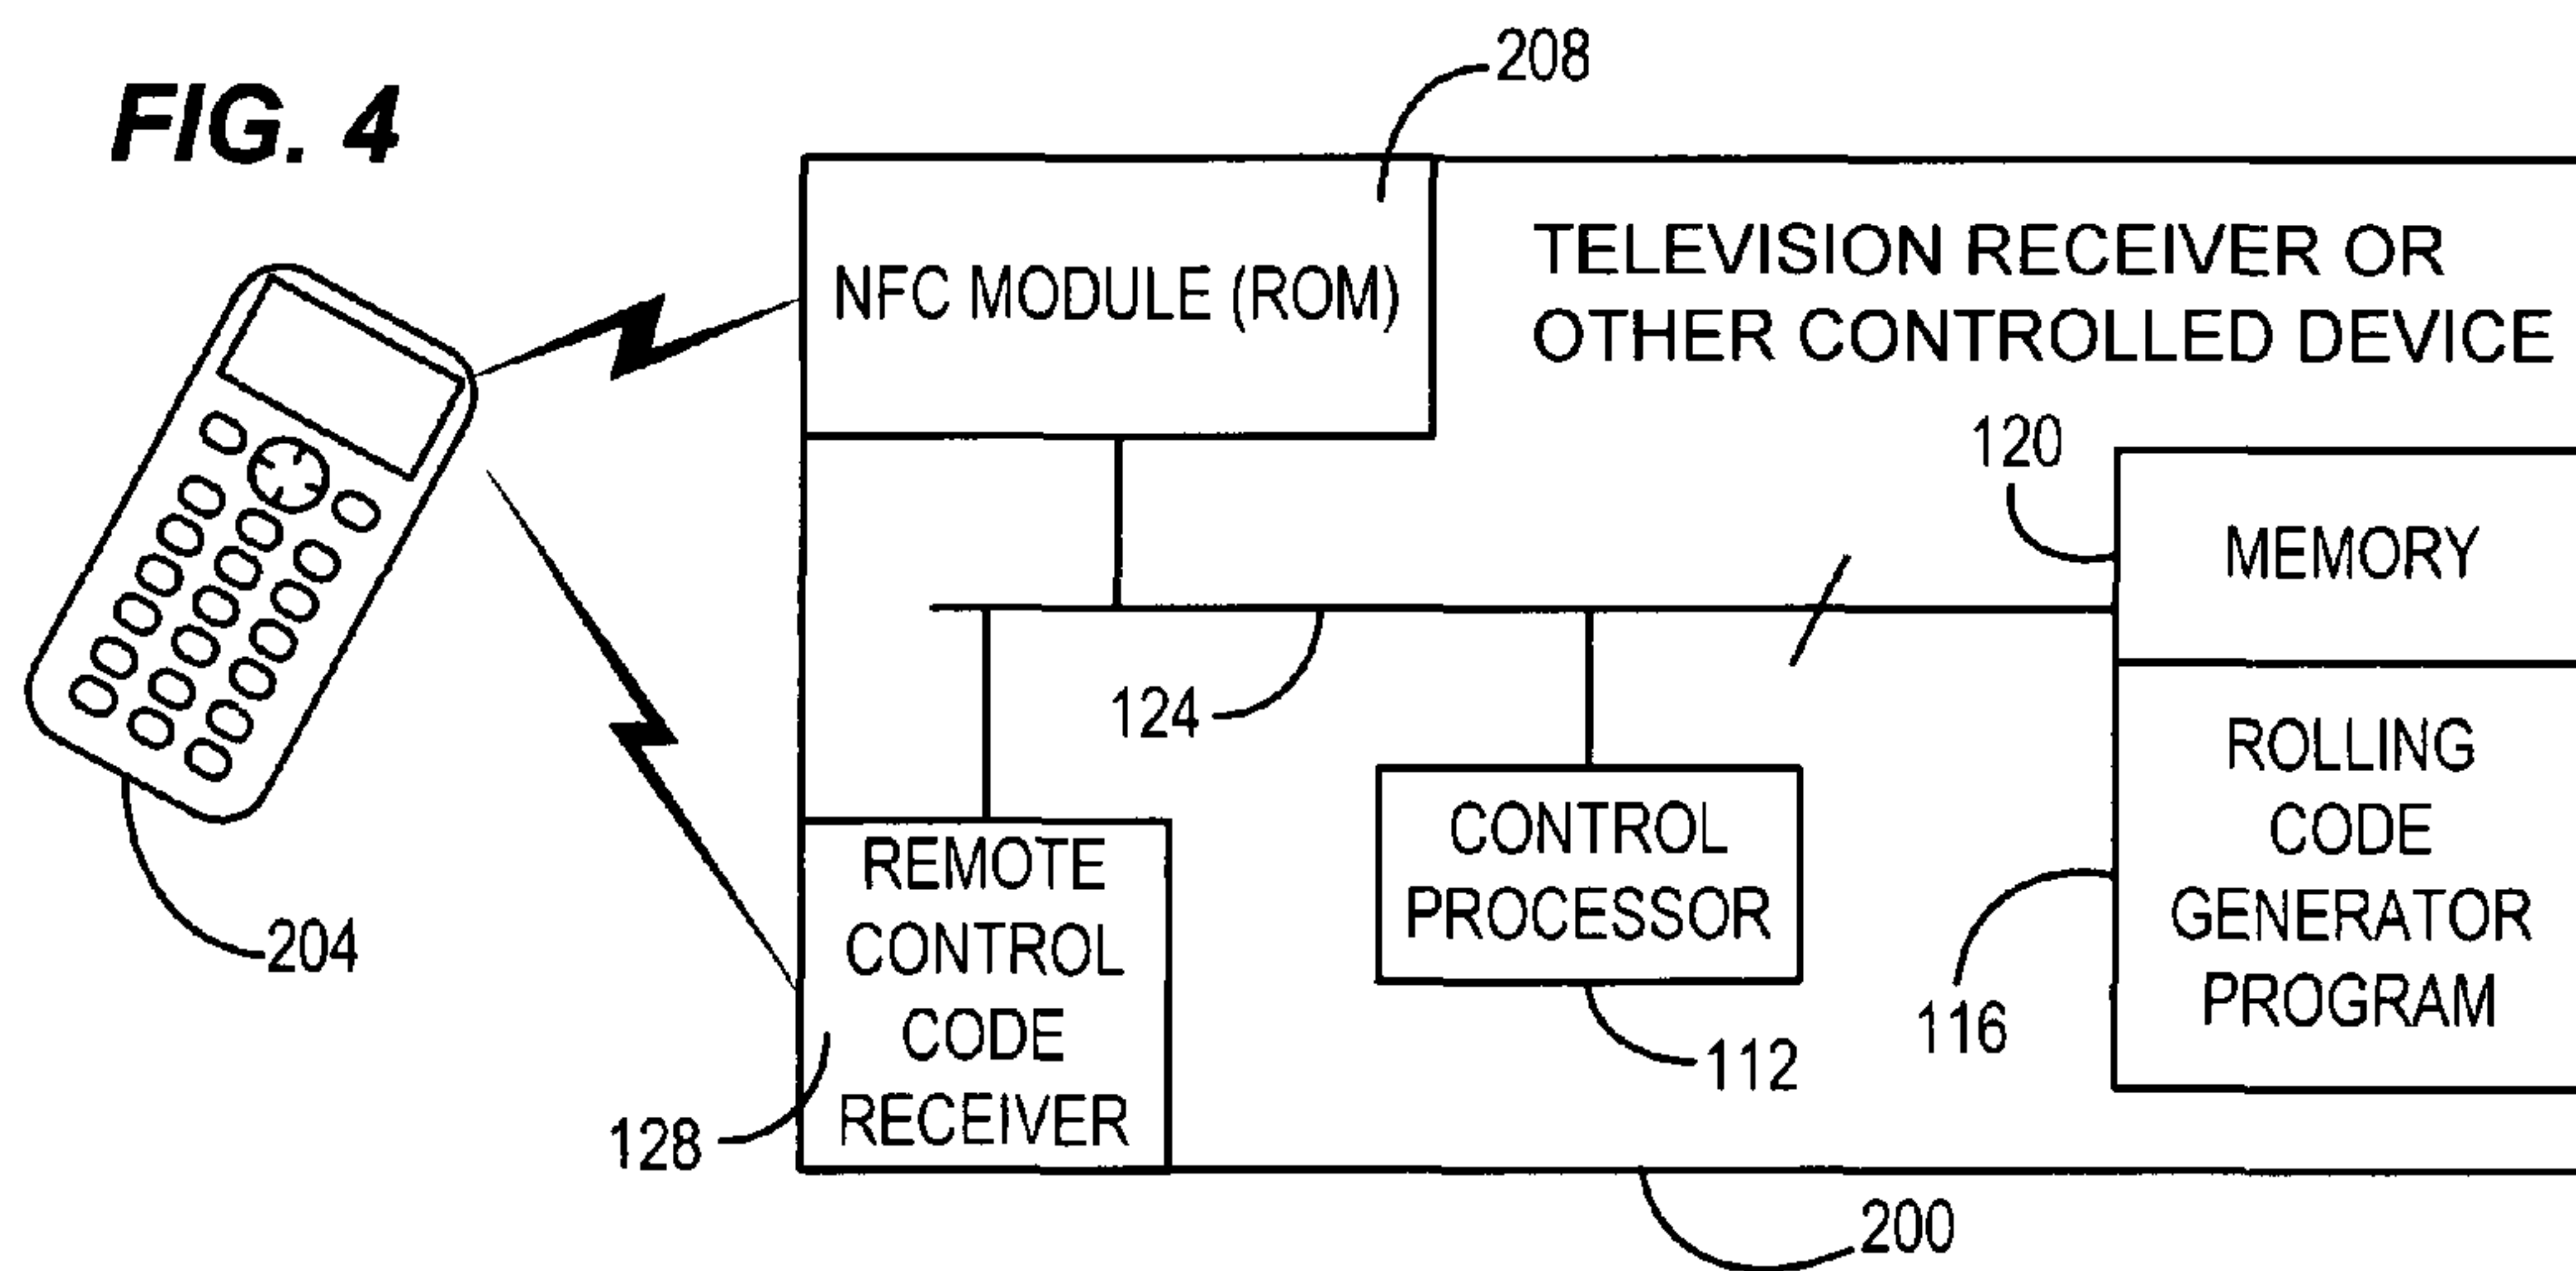 FIG. 4
208
NFC MODULE (ROM)
TELEVISION RECEIVER OR
OTHER CONTROLLED DEVICE
120
MEMORY
124
ROLLING
CODE
GENERATOR
PROGRAM
116
CONTROL
PROCESSOR
112
REMOTE
CONTROL
CODE
RECEIVER
128
204
200